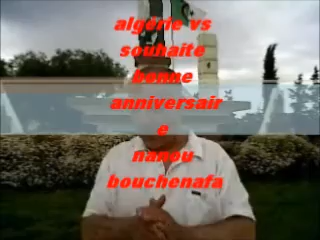 algérie vs
souhaite
bonne
anniversair
e
nanou
bouchenafa